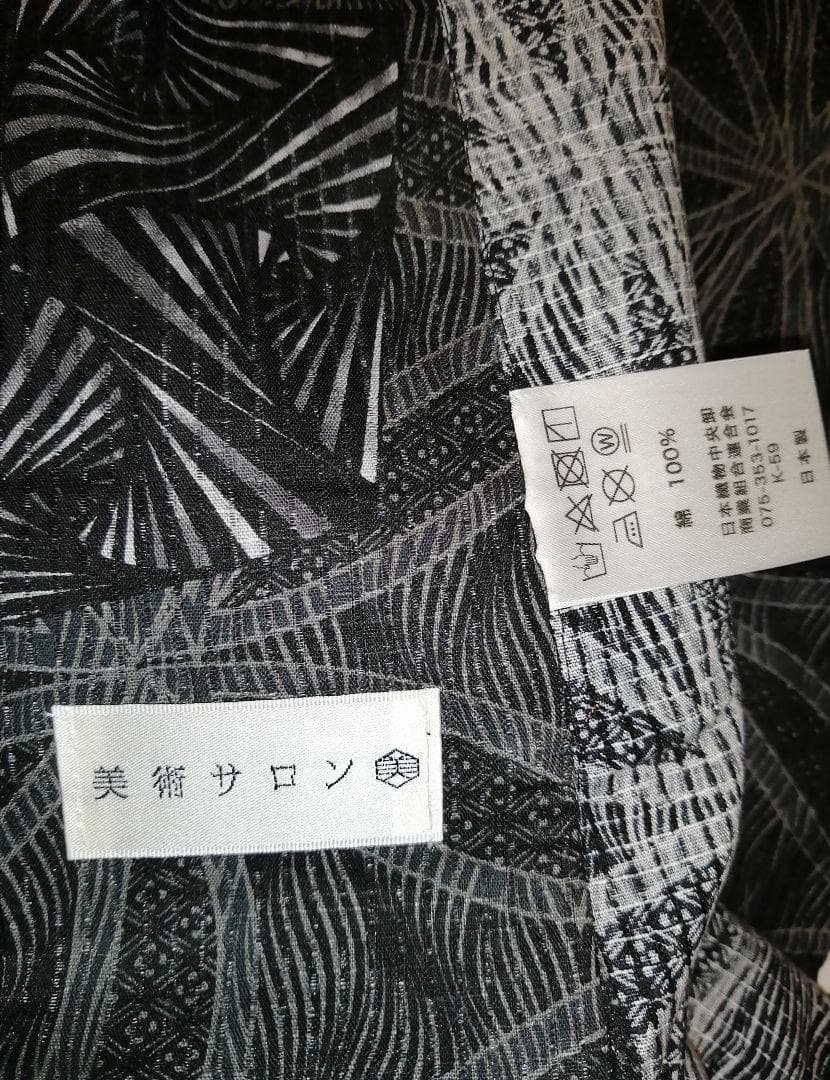 美術サロン 美
綿 100%
日本織物中央卸
商業組合連合会
075-353-1017
K-59
日本製
W